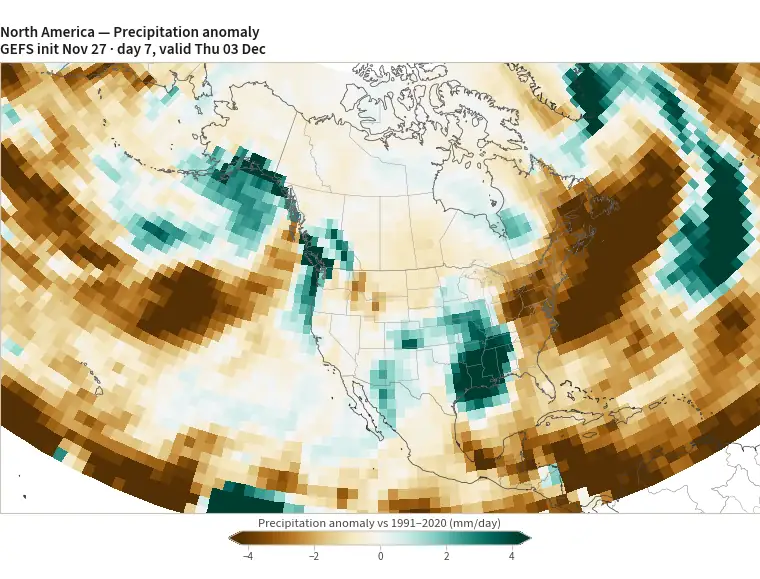 North America — Precipitation anomaly
GEFS init Nov 27 · day 7, valid Thu 03 Dec
Precipitation anomaly vs 1991–2020 (mm/day)
−4 −2 0 2 4